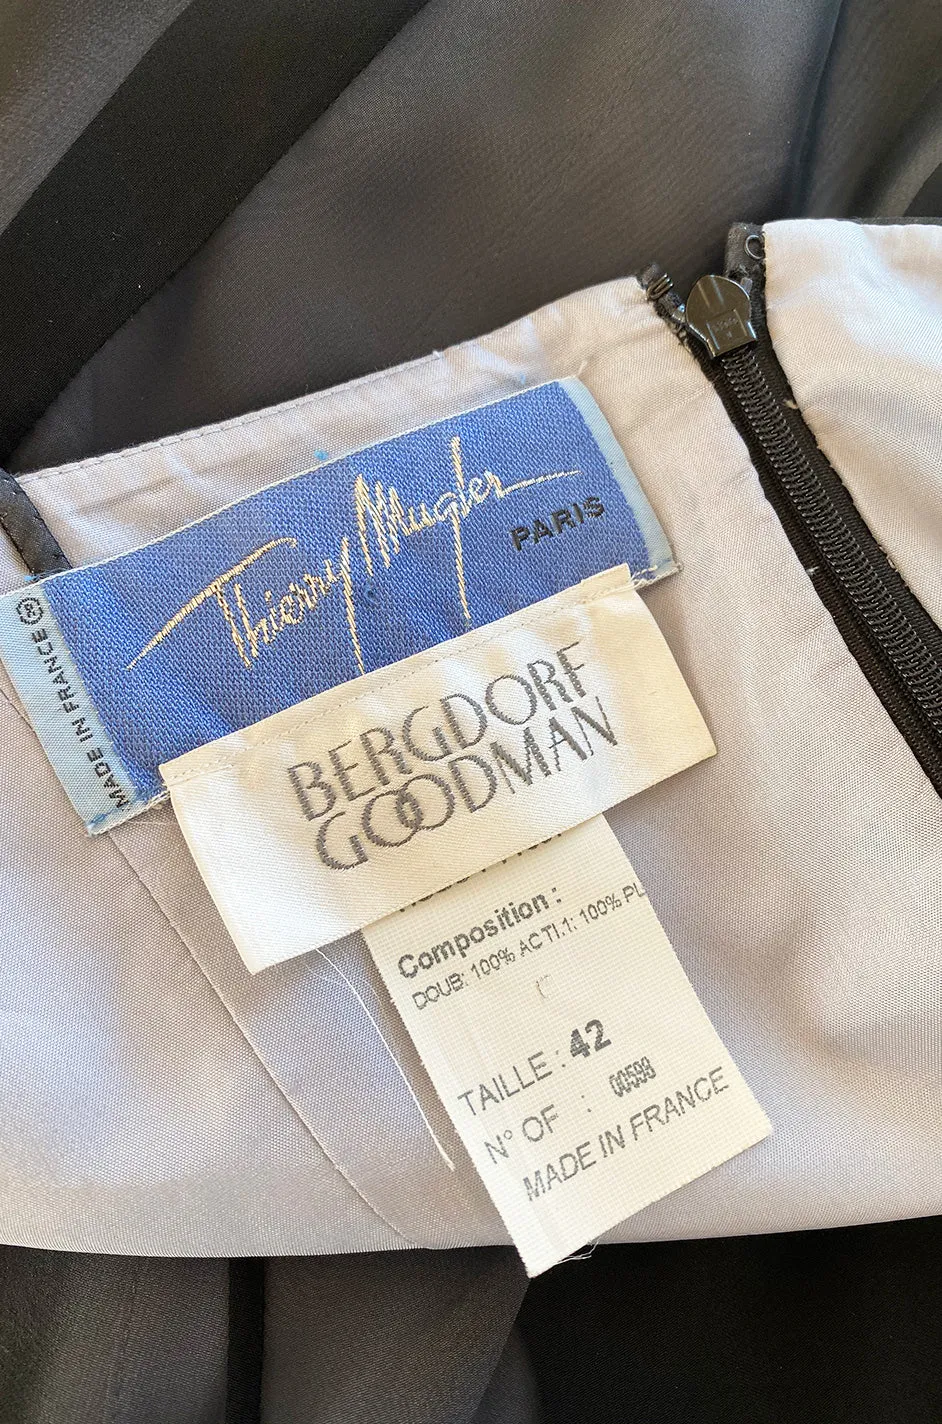 Thierry Mugler
PARIS
MADE IN FRANCE ®
BERGDORF
GOODMAN
Composition :
DOUB: 100% AC TI.1: 100% PL
TAILLE : 42
N° OF : 00598
MADE IN FRANCE